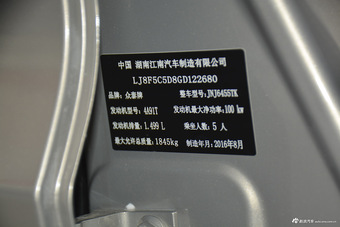 中国 湖南江南汽车制造有限公司
LJ8F5C5D8GD122680
品牌：众泰牌 整车型号：JNJ6455TK
发动机型号 4A91T 发动机最大净功率：100 kw
发动机排量：1.499 L 乘坐人数：5 人
最大允许总质量：1845kg 制造年月：2016年8月